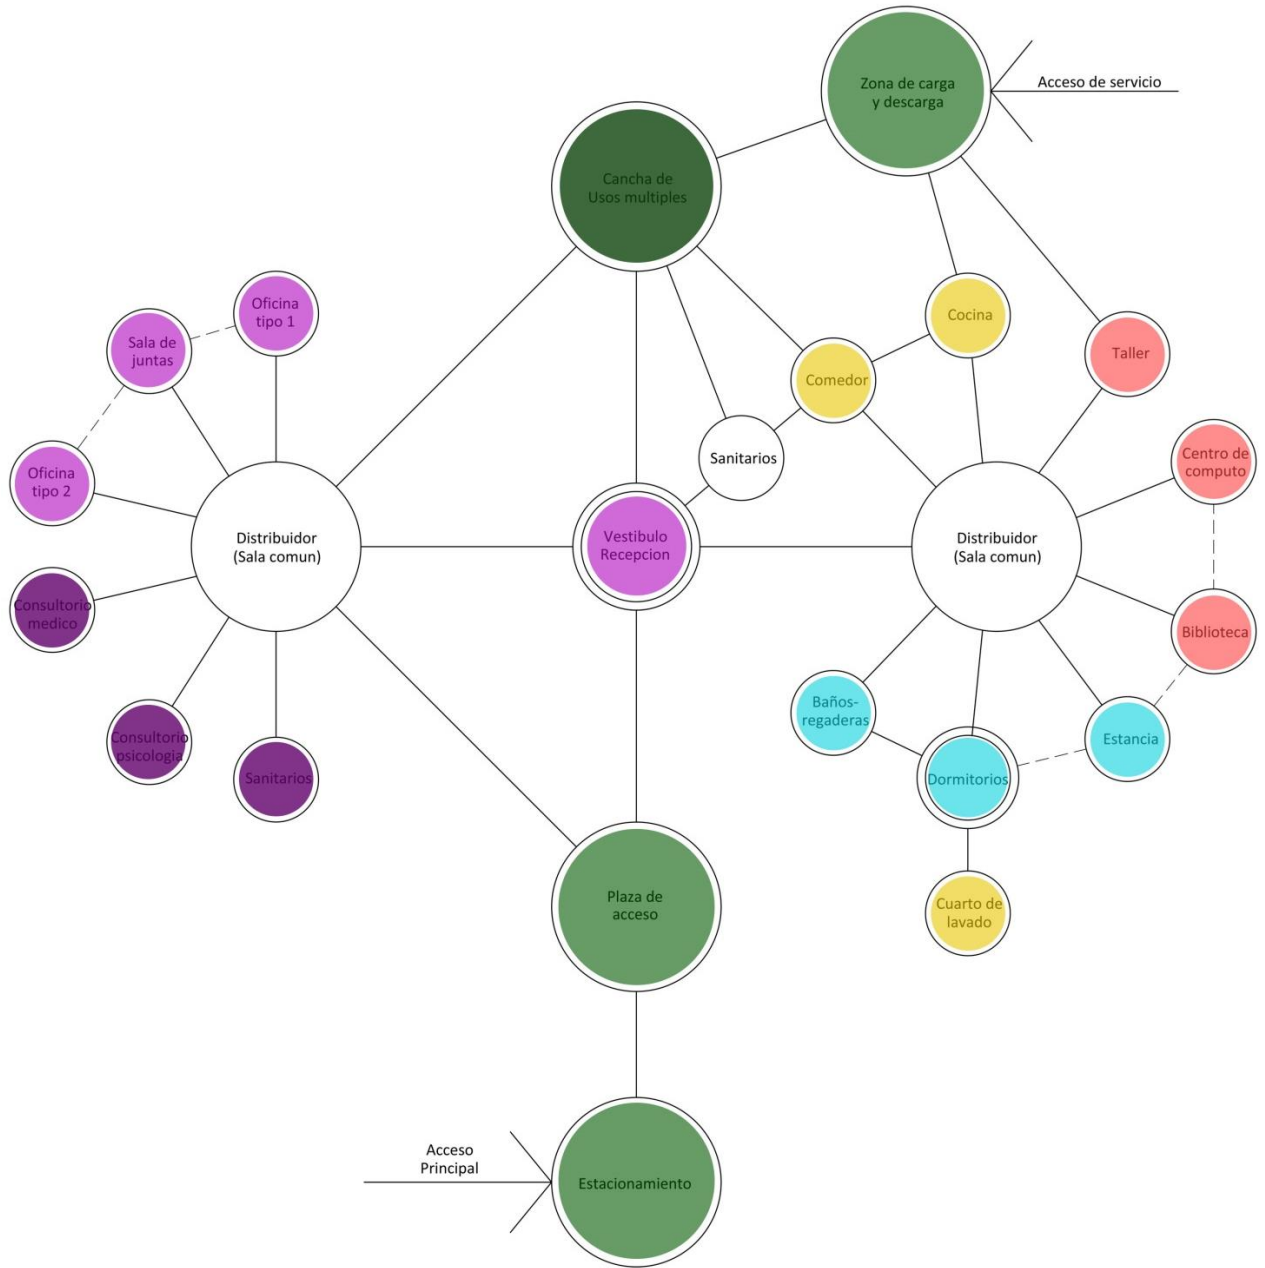 Zona de carga
y descarga
Acceso de servicio
Cancha de
Usos multiples
Oficina
tipo 1
Sala de
juntas
Cocina
Taller
Comedor
Sanitarios
Centro de
computo
Oficina
tipo 2
Distribuidor
(Sala comun)
Vestíbulo
Recepcion
Distribuidor
(Sala comun)
Consultorio
medico
Biblioteca
Baños-
regaderas
Estancia
Consultorio
psicologia
Sanitarios
Dormitorios
Plaza de
acceso
Cuarto de
lavado
Acceso
Principal
Estacionamiento